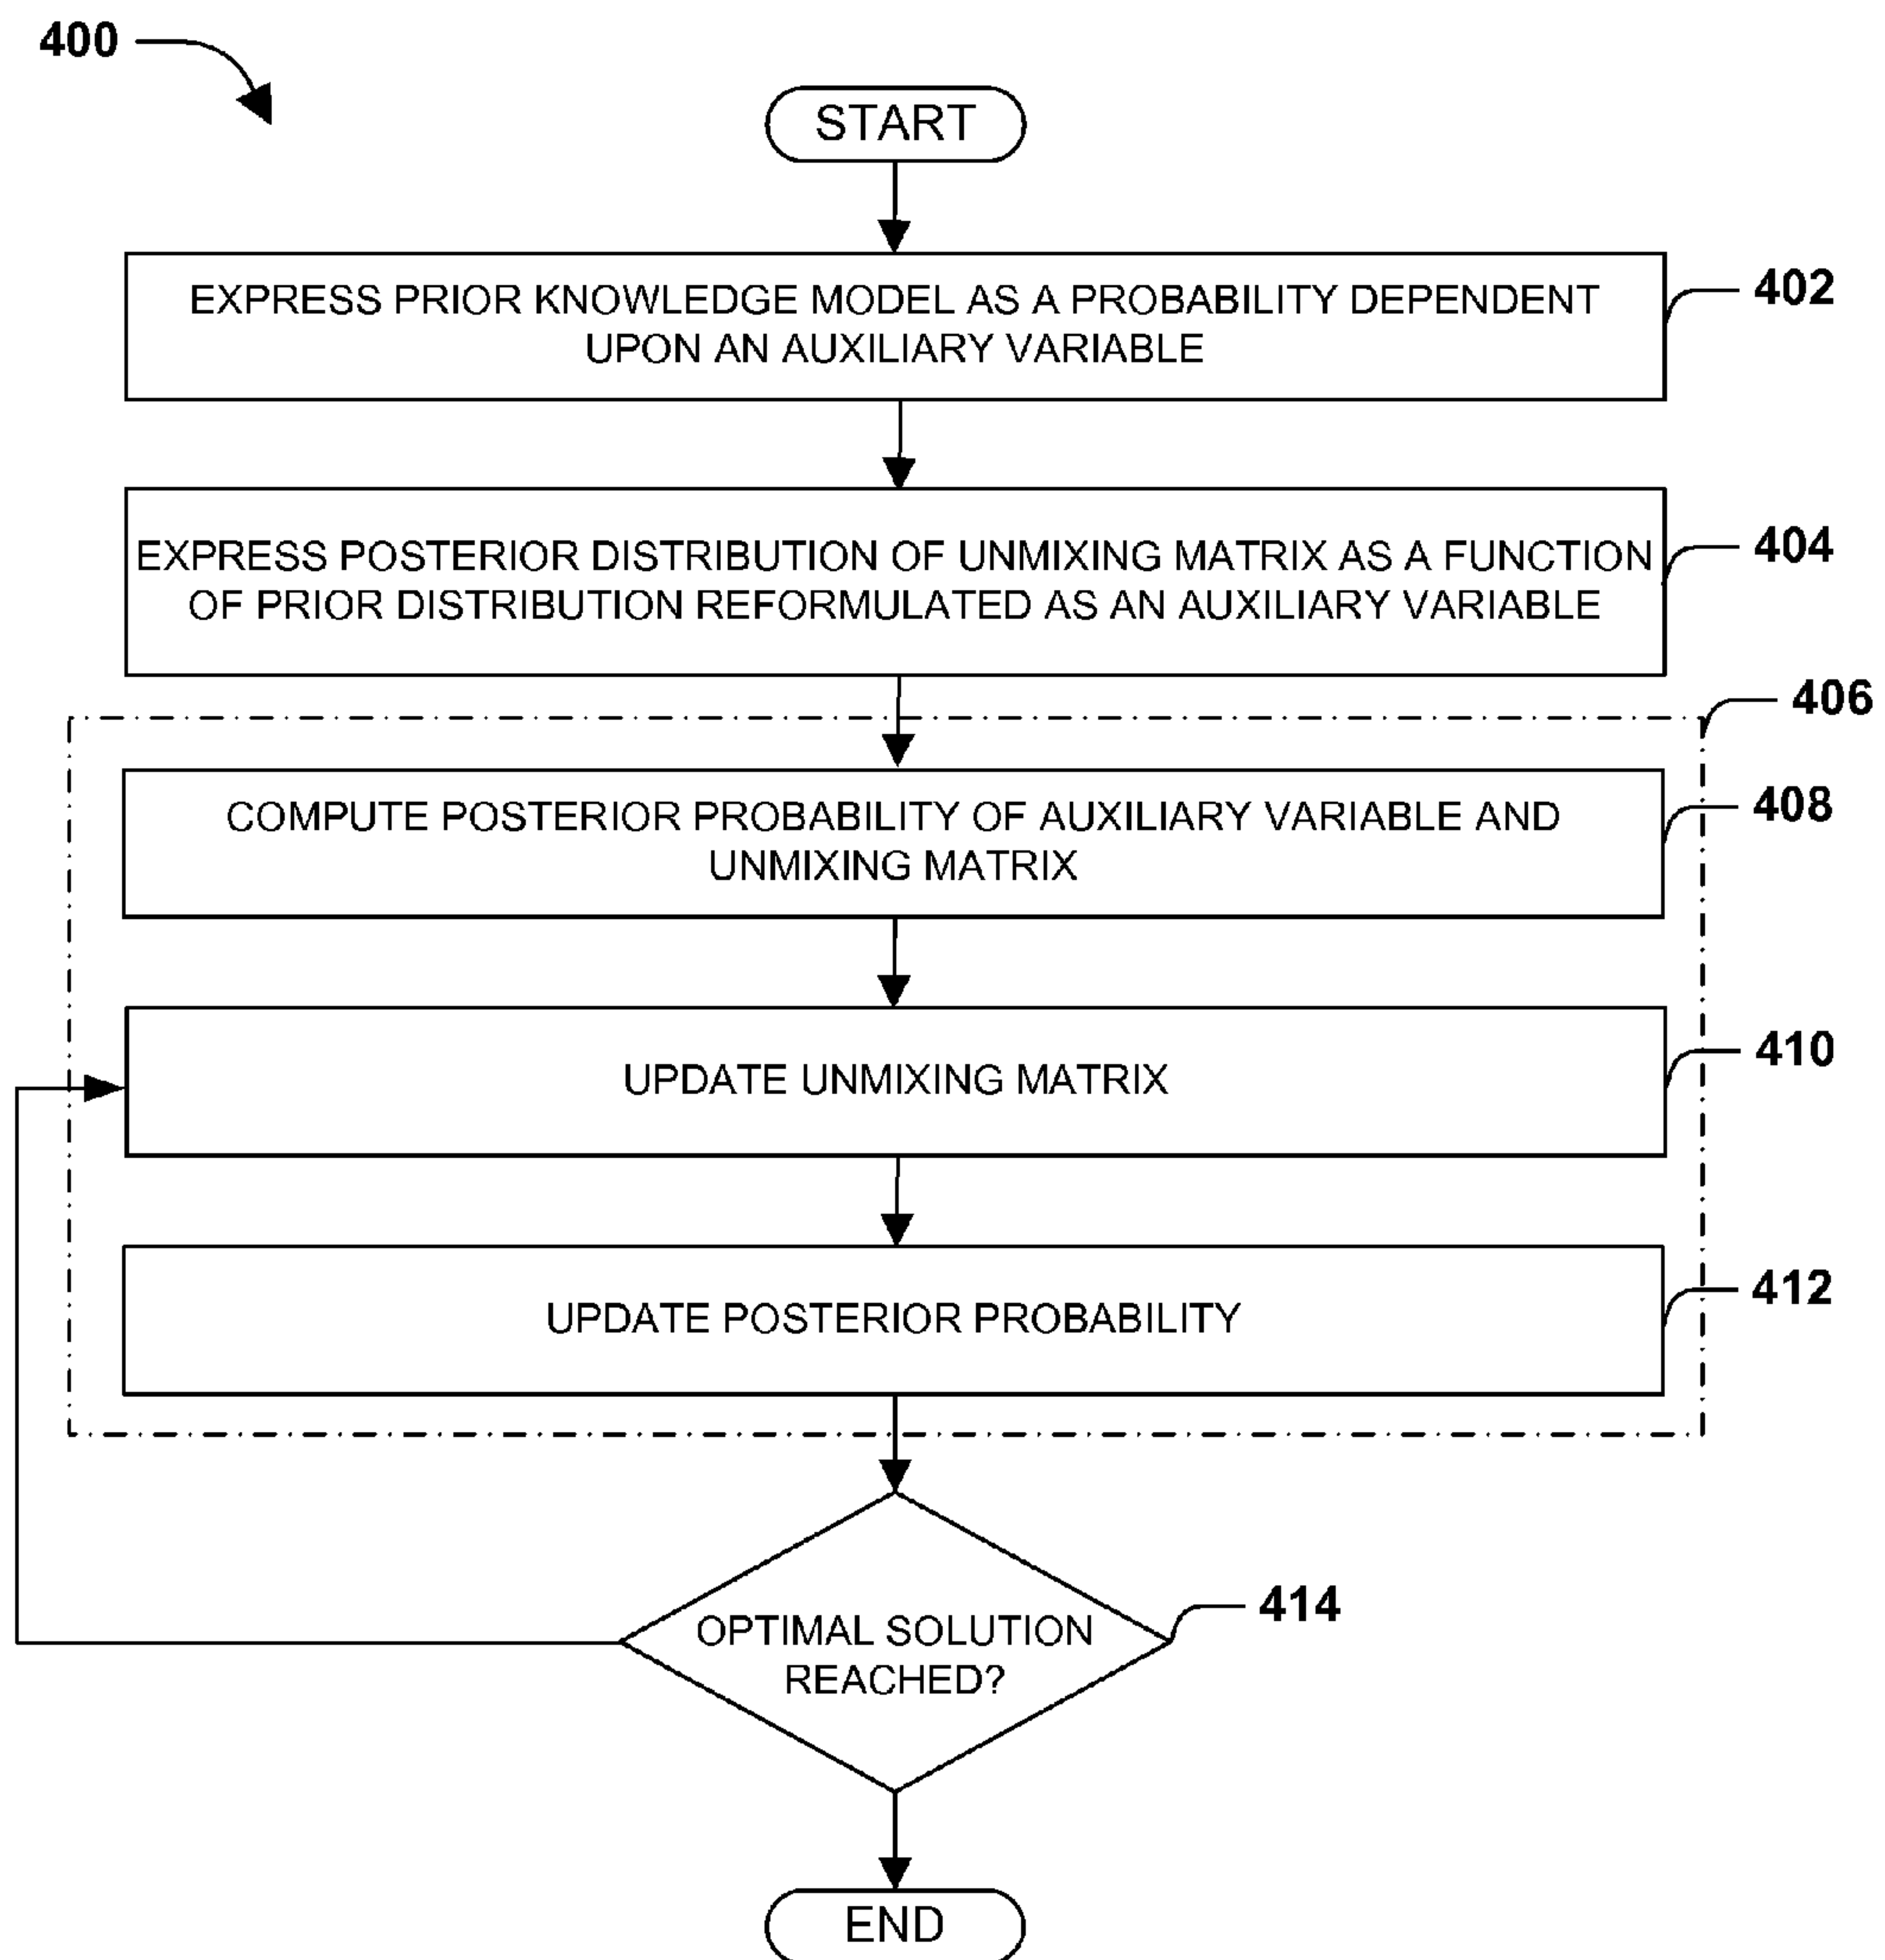 400
START
EXPRESS PRIOR KNOWLEDGE MODEL AS A PROBABILITY DEPENDENT
UPON AN AUXILIARY VARIABLE
402
EXPRESS POSTERIOR DISTRIBUTION OF UNMIXING MATRIX AS A FUNCTION
OF PRIOR DISTRIBUTION REFORMULATED AS AN AUXILIARY VARIABLE
404
406
COMPUTE POSTERIOR PROBABILITY OF AUXILIARY VARIABLE AND
UNMIXING MATRIX
408
UPDATE UNMIXING MATRIX
410
UPDATE POSTERIOR PROBABILITY
412
OPTIMAL SOLUTION
REACHED?
414
END